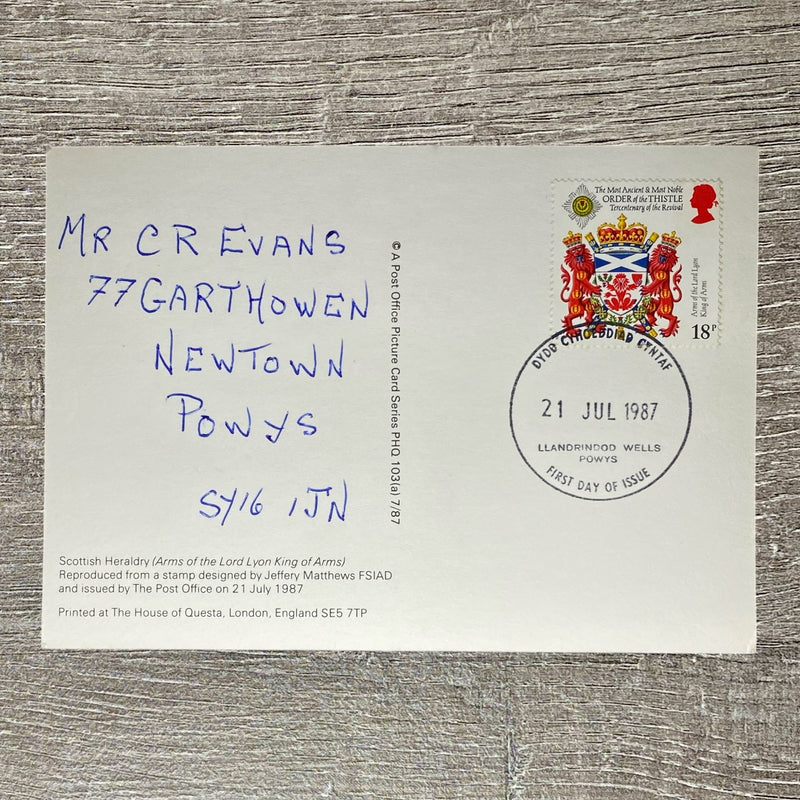 MR C R EVANS
77 GARTHOWEN
NEWTOWN
POWYS
SY16 1JN
Scottish Heraldry (Arms of the Lord Lyon King of Arms)
Reproduced from a stamp designed by Jeffery Matthews FSIAD
and issued by The Post Office on 21 July 1987
Printed at The House of Questa, London, England SE5 7TP
© A Post Office Picture Card Series PHQ 103(a) 7/87
The Most Ancient & Most Noble
ORDER of the THISTLE
Tercentenary of the Revival
Arms of the Lord Lyon
King of Arms
18P
DYDD CYHOEDDIAD CYNTAF
21 JUL 1987
LLANDRINDOD WELLS
POWYS
FIRST DAY OF ISSUE